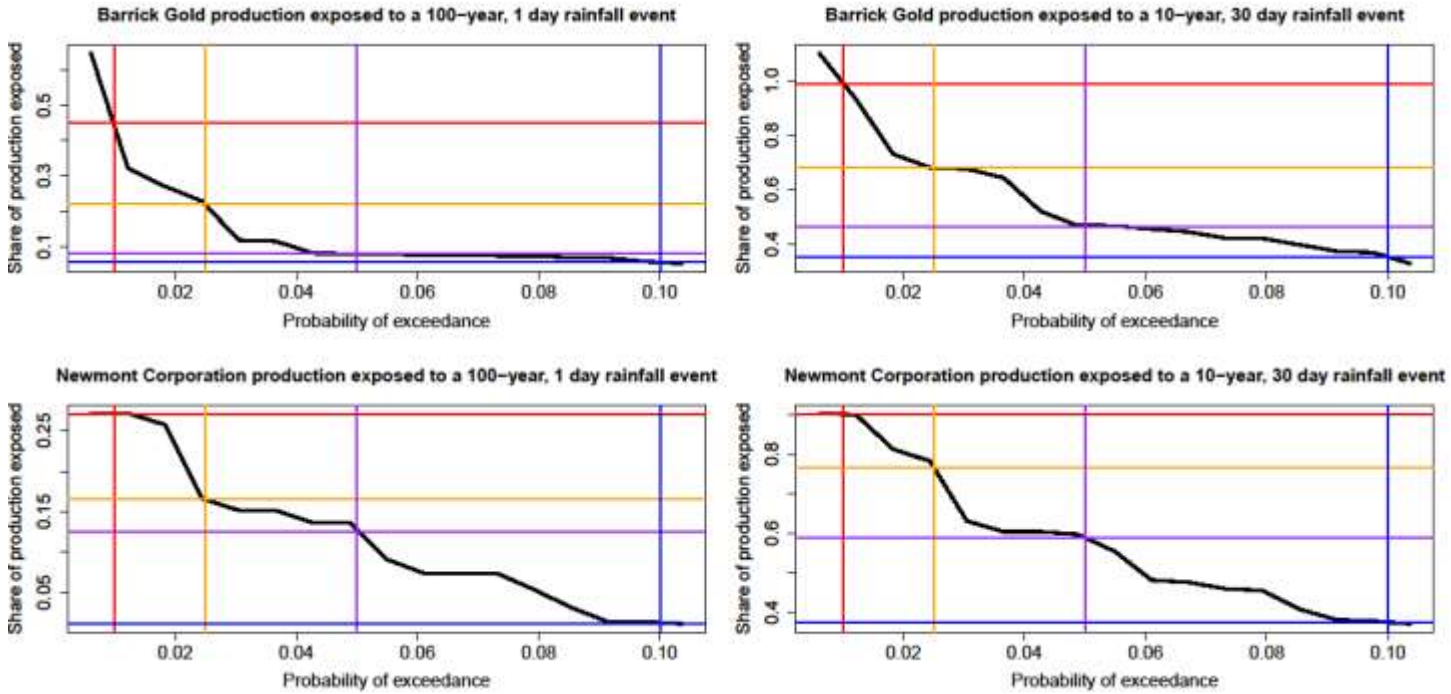 Barrick Gold production exposed to a 100−year, 1 day rainfall event
Share of production exposed
0.5
0.3
0.1
0.02
0.04
0.06
0.08
0.10
Probability of exceedance
Barrick Gold production exposed to a 10−year, 30 day rainfall event
Share of production exposed
1.0
0.8
0.6
0.4
0.02
0.04
0.06
0.08
0.10
Probability of exceedance
Newmont Corporation production exposed to a 100−year, 1 day rainfall event
Share of production exposed
0.25
0.15
0.05
0.02
0.04
0.06
0.08
0.10
Probability of exceedance
Newmont Corporation production exposed to a 10−year, 30 day rainfall event
Share of production exposed
0.8
0.6
0.4
0.02
0.04
0.06
0.08
0.10
Probability of exceedance